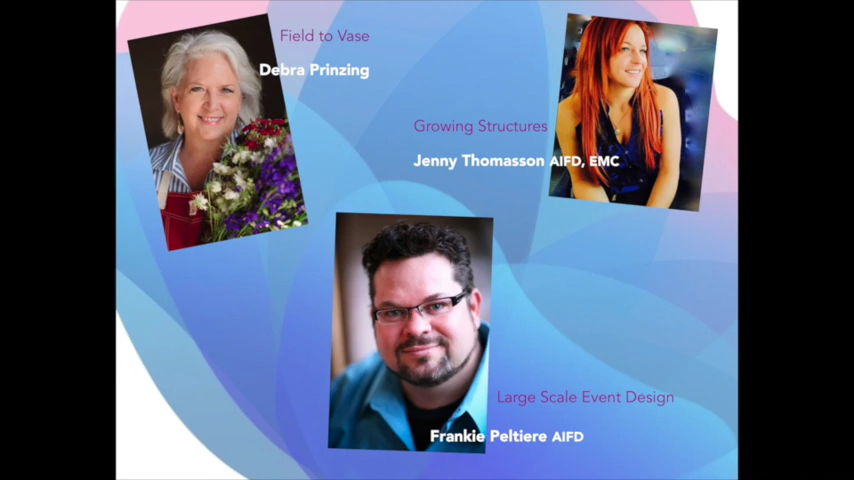 Field to Vase
Debra Prinzing
Growing Structures
Jenny Thomasson AIFD, EMC
Large Scale Event Design
Frankie Peltiere AIFD